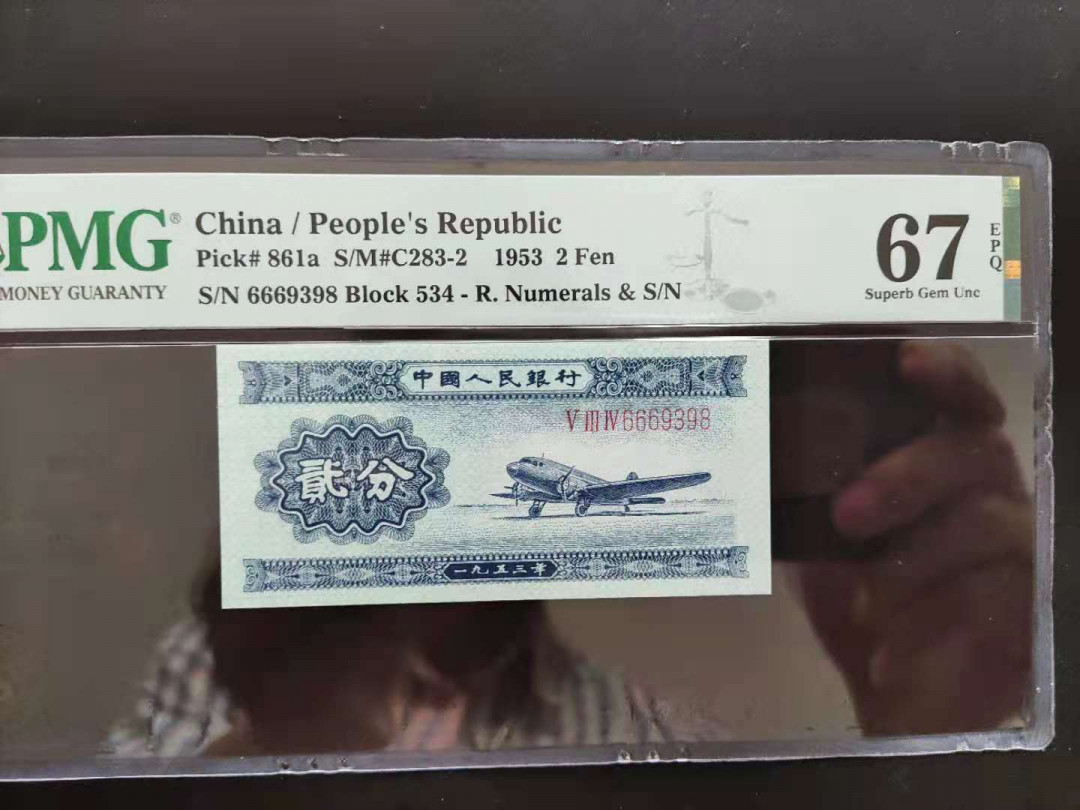 PMG® China / People's Republic
Pick# 861a S/M#C283-2 1953 2 Fen
MONEY GUARANTY S/N 6669398 Block 534 - R. Numerals & S/N
67 EPQ
Superb Gem Unc
中國人民銀行
V III IV 6669398
貳分
一九五三年